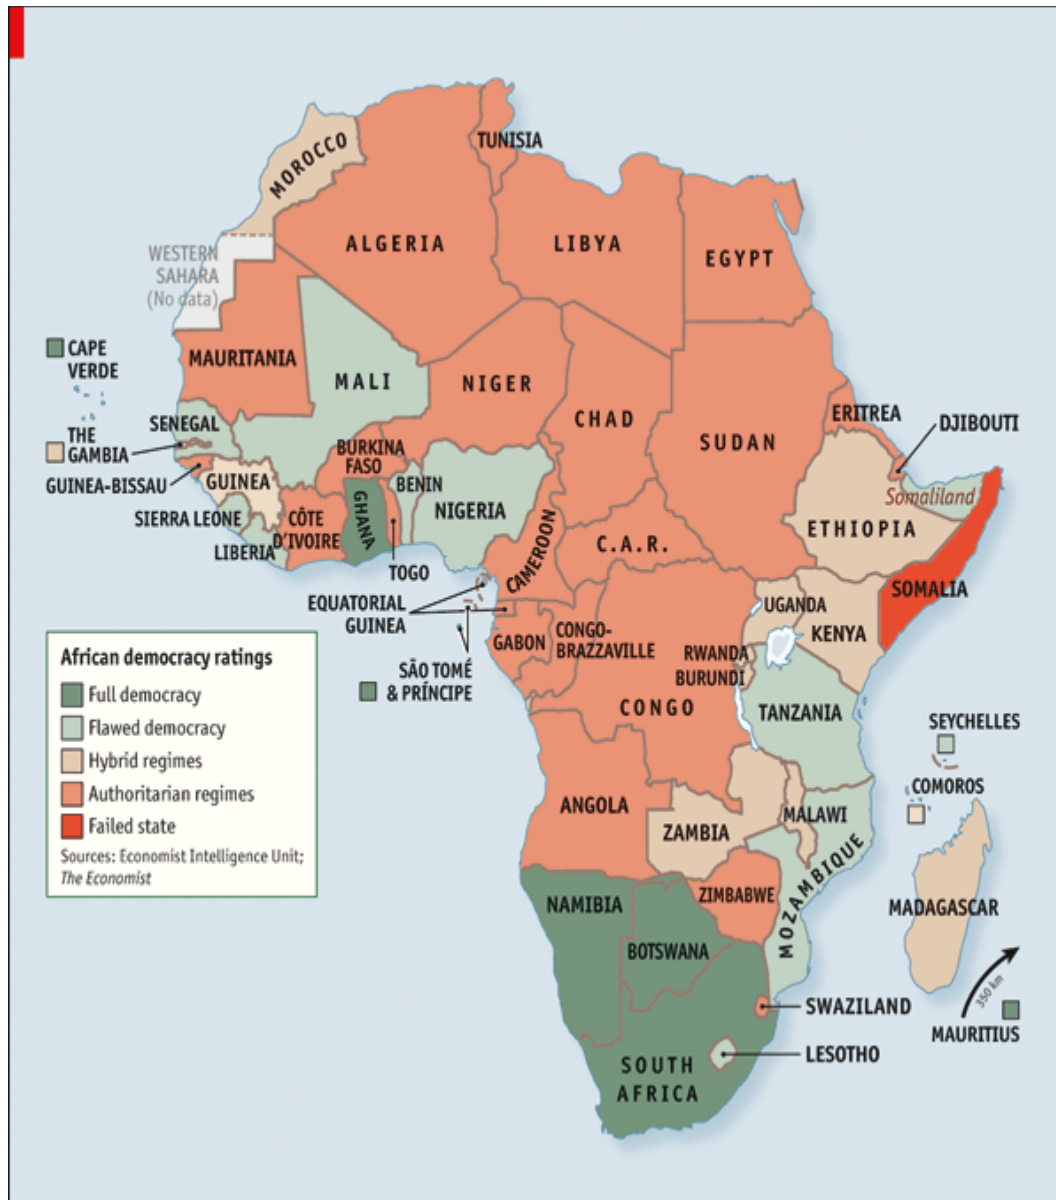 TUNISIA
MOROCCO
ALGERIA
LIBYA
EGYPT
WESTERN
SAHARA
(No data)
CAPE
VERDE
MAURITANIA
MALI
NIGER
CHAD
SUDAN
ERITREA
DJIBOUTI
SENEGAL
THE
GAMBIA
GUINEA-BISSAU
GUINEA
SIERRA LEONE
LIBERIA
CÔTE
D'IVOIRE
BURKINA
FASO
GHANA
BENIN
TOGO
NIGERIA
CAMEROON
C.A.R.
Somaliland
ETHIOPIA
SOMALIA
EQUATORIAL
GUINEA
SÃO TOMÉ
& PRÍNCIPE
GABON
CONGO-
BRAZZAVILLE
UGANDA
KENYA
RWANDA
BURUNDI
CONGO
TANZANIA
SEYCHELLES
COMOROS
African democracy ratings
Full democracy
Flawed democracy
Hybrid regimes
Authoritarian regimes
Failed state
Sources: Economist Intelligence Unit;
The Economist
ANGOLA
ZAMBIA
MALAWI
MOZAMBIQUE
ZIMBABWE
NAMIBIA
BOTSWANA
MADAGASCAR
350 km
MAURITIUS
SWAZILAND
LESOTHO
SOUTH
AFRICA